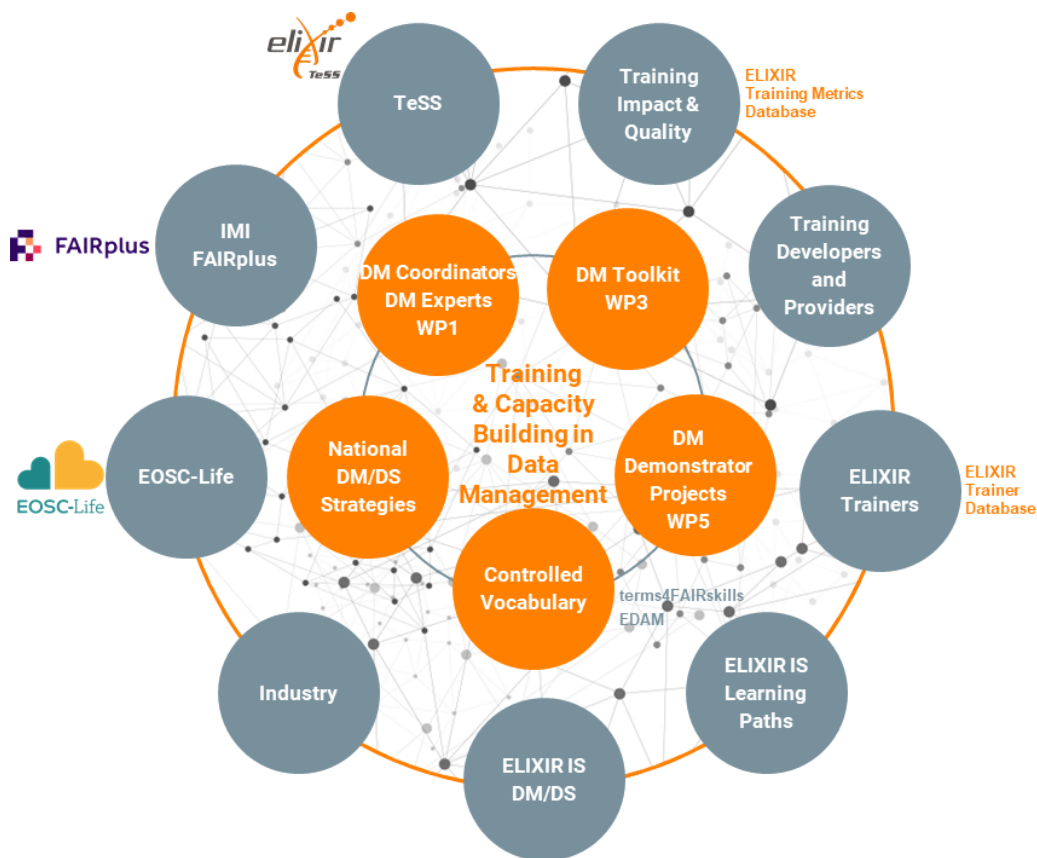 elixir
TeSS
TeSS
Training
Impact &
Quality
ELIXIR
Training Metrics
Database
FAIRplus
IMI
FAIRplus
DM Coordinators
DM Experts
WP1
DM Toolkit
WP3
Training
Developers
and
Providers
Training
& Capacity
Building in
Data
Management
EOSC-Life
EOSC-Life
National
DM/DS
Strategies
DM
Demonstrator
Projects
WP5
ELIXIR
Trainers
ELIXIR
Trainer
Database
Controlled
Vocabulary
terms4FAIRskills
EDAM
Industry
ELIXIR IS
DM/DS
ELIXIR IS
Learning
Paths